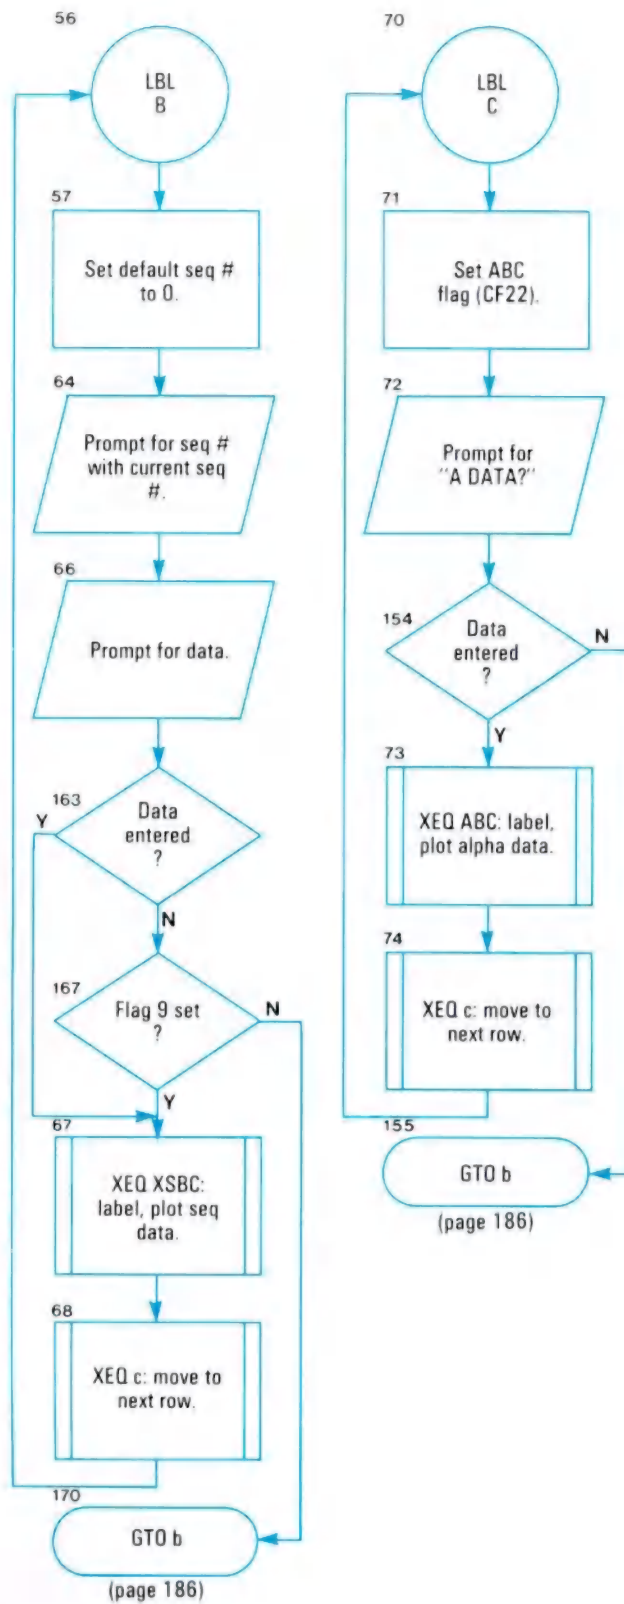 56
LBL
B
57
Set default seq #
to 0.
64
Prompt for seq #
with current seq
#.
66
Prompt for data.
163
Data
entered
?
Y
N
167
Flag 9 set
?
N
Y
67
XEQ XSBC:
label, plot seq
data.
68
XEQ c: move to
next row.
170
GTO b
(page 186)
70
LBL
C
71
Set ABC
flag (CF22).
72
Prompt for
"A DATA?"
154
Data
entered
?
N
Y
73
XEQ ABC: label,
plot alpha data.
74
XEQ c: move to
next row.
155
GTO b
(page 186)